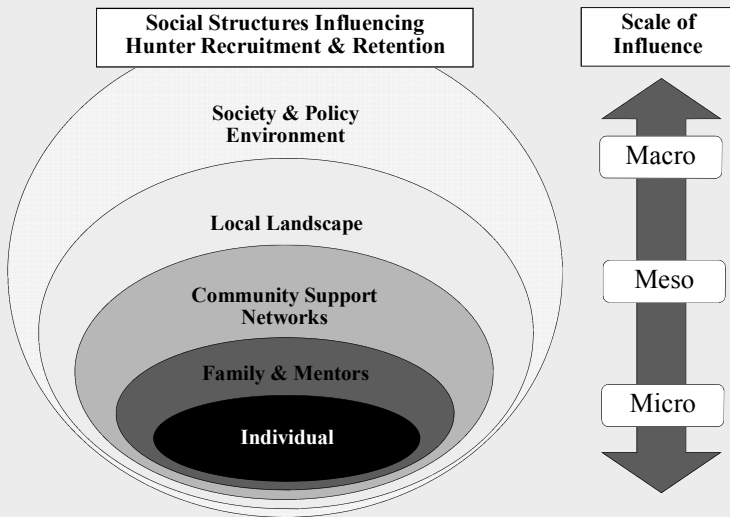 Social Structures Influencing
Hunter Recruitment & Retention
Scale of
Influence
Society & Policy
Environment
Macro
Local Landscape
Meso
Community Support
Networks
Family & Mentors
Micro
Individual